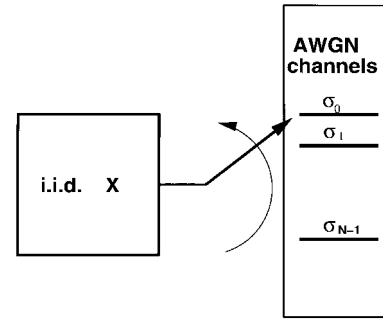 AWGN
channels
σ0
σ1
i.i.d. X
σN−1